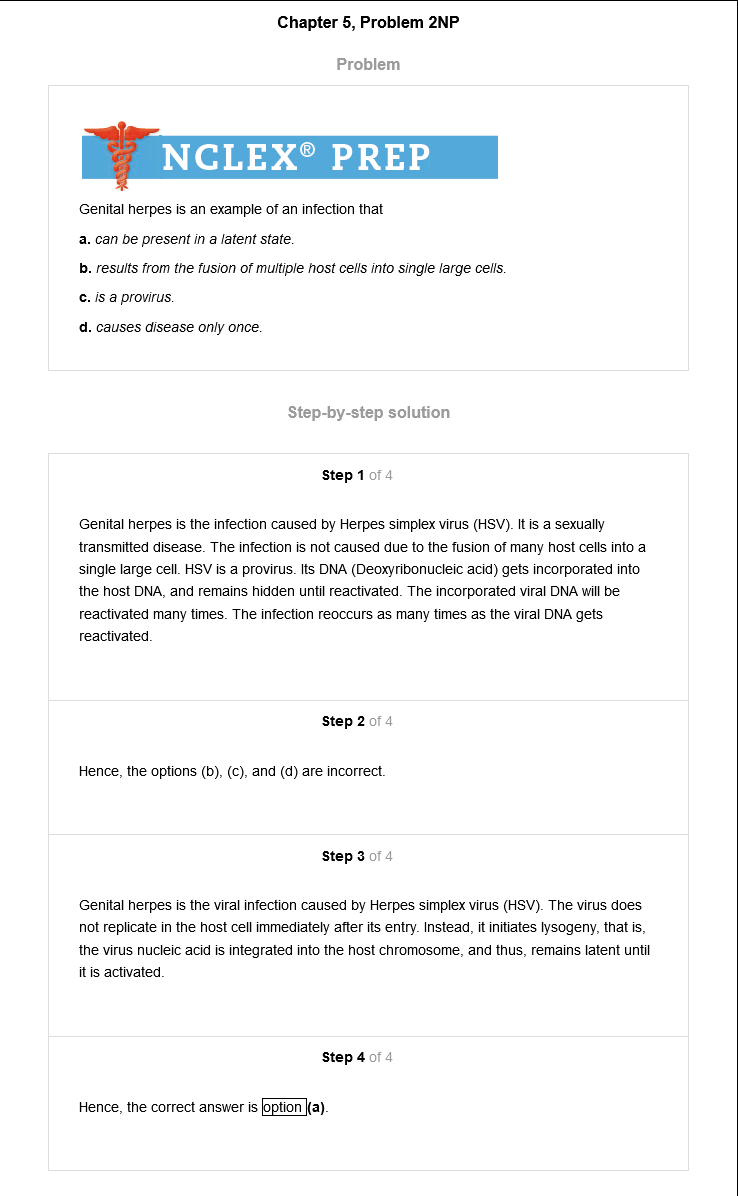 Chapter 5, Problem 2NP
Problem
NCLEX® PREP
Genital herpes is an example of an infection that
a. can be present in a latent state.
b. results from the fusion of multiple host cells into single large cells.
c. is a provirus.
d. causes disease only once.
Step-by-step solution
Step 1 of 4
Genital herpes is the infection caused by Herpes simplex virus (HSV). It is a sexually
transmitted disease. The infection is not caused due to the fusion of many host cells into a
single large cell. HSV is a provirus. Its DNA (Deoxyribonucleic acid) gets incorporated into
the host DNA, and remains hidden until reactivated. The incorporated viral DNA will be
reactivated many times. The infection reoccurs as many times as the viral DNA gets
reactivated.
Step 2 of 4
Hence, the options (b), (c), and (d) are incorrect.
Step 3 of 4
Genital herpes is the viral infection caused by Herpes simplex virus (HSV). The virus does
not replicate in the host cell immediately after its entry. Instead, it initiates lysogeny, that is,
the virus nucleic acid is integrated into the host chromosome, and thus, remains latent until
it is activated.
Step 4 of 4
Hence, the correct answer is option (a).